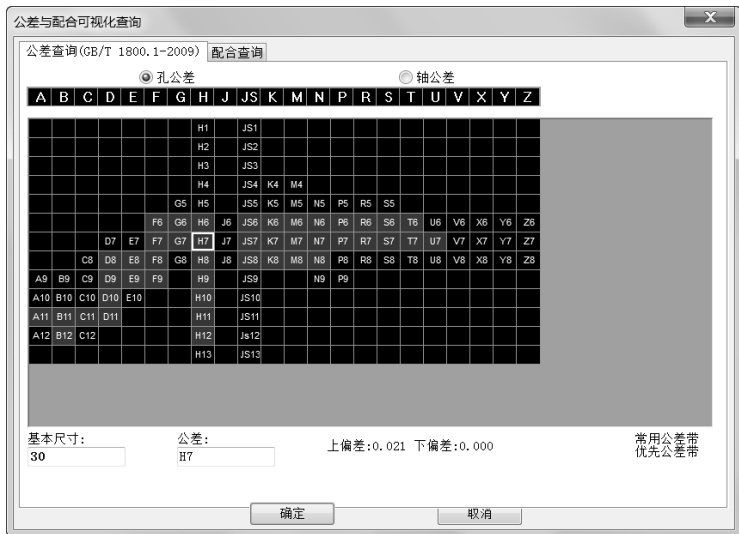 公差与配合可视化查询
X
公差查询(GB/T 1800.1-2009) 配合查询
孔公差 轴公差
A B C D E F G H J JS K M N P R S T U V X Y Z
H1 JS1
H2 JS2
H3 JS3
H4 JS4 K4 M4
G5 H5 JS5 K5 M5 N5 P5 R5 S5
F6 G6 H6 J6 JS6 K6 M6 N6 P6 R6 S6 T6 U6 V6 X6 Y6 Z6
D7 E7 F7 G7 H7 J7 JS7 K7 M7 N7 P7 R7 S7 T7 U7 V7 X7 Y7 Z7
C8 D8 E8 F8 G8 H8 J8 JS8 K8 M8 N8 P8 R8 S8 T8 U8 V8 X8 Y8 Z8
A9 B9 C9 D9 E9 F9 H9 JS9 N9 P9
A10 B10 C10 D10 E10 H10 JS10
A11 B11 C11 D11 H11 JS11
A12 B12 C12 H12 Js12
H13 JS13
基本尺寸: 公差: 上偏差:0.021 下偏差:0.000 常用公差带
30 H7 优先公差带
确定 取消